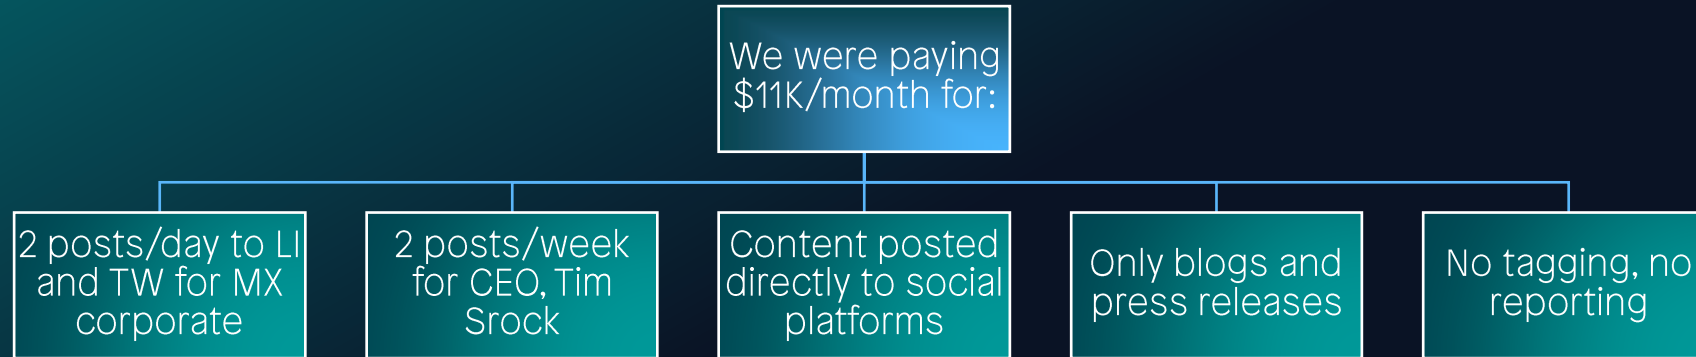 We were paying
$11K/month for:
2 posts/day to LI
and TW for MX
corporate
2 posts/week
for CEO, Tim
Srock
Content posted
directly to social
platforms
Only blogs and
press releases
No tagging, no
reporting